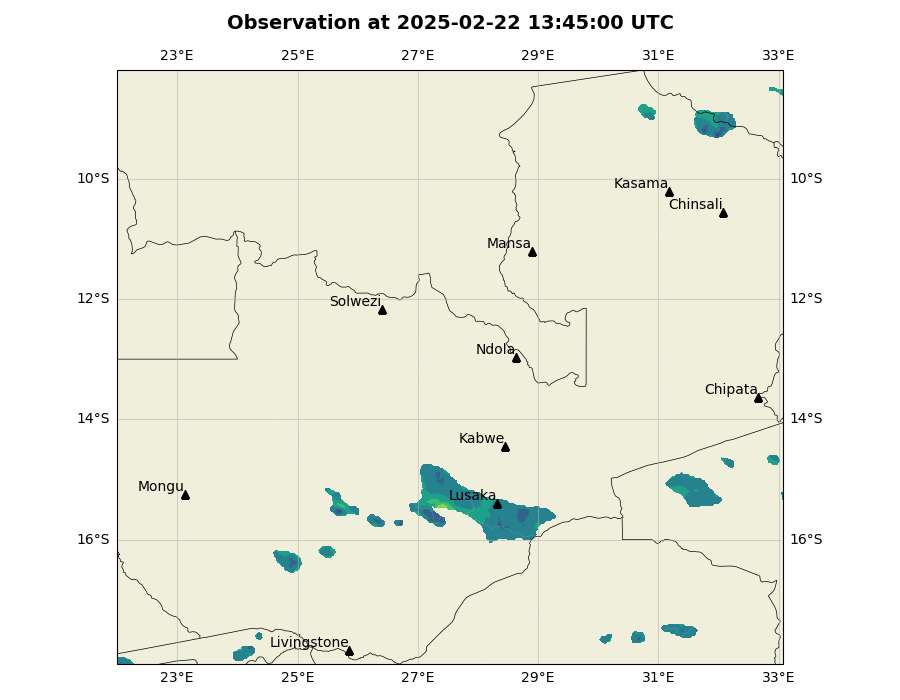 Observation at 2025-02-22 13:45:00 UTC
23°E 25°E 27°E 29°E 31°E 33°E
10°S 10°S
Kasama
Chinsali
Mansa
12°S 12°S
Solwezi
Ndola
Chipata
14°S 14°S
Kabwe
Mongu
Lusaka
16°S 16°S
Livingstone
23°E 25°E 27°E 29°E 31°E 33°E